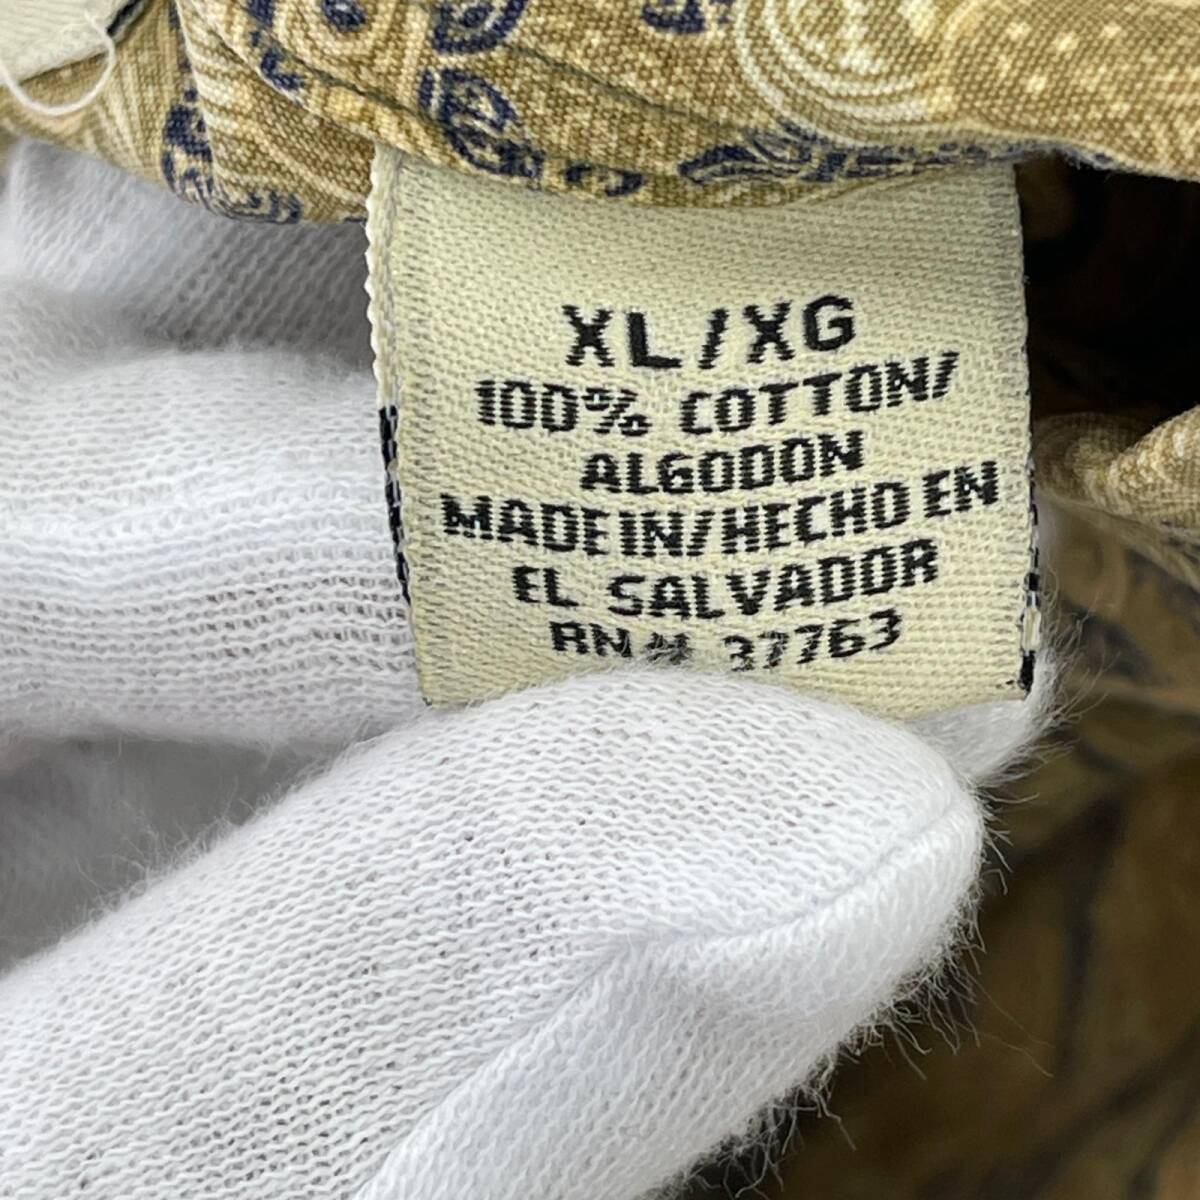 XL/XG
100% COTTON/
ALGODON
MADE IN/HECHO EN
EL SALVADOR
RN# 37763